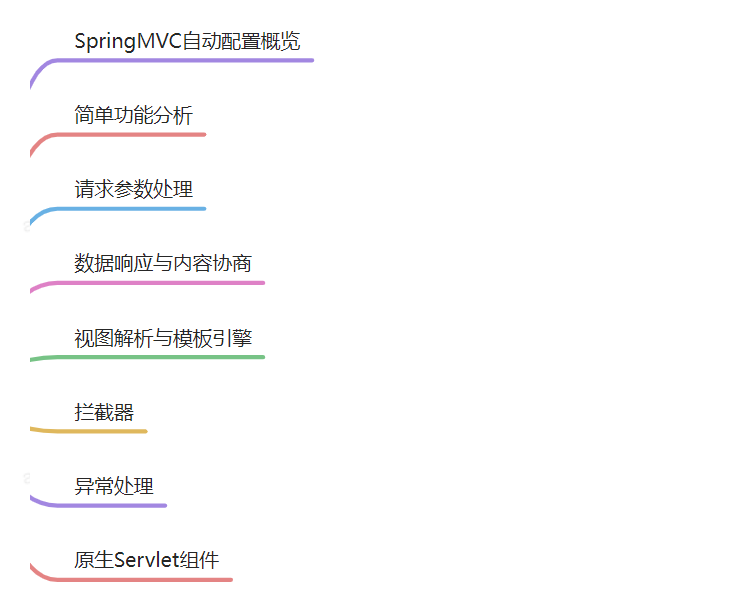 SpringMVC自动配置概览
简单功能分析
请求参数处理
数据响应与内容协商
视图解析与模板引擎
拦截器
异常处理
原生Servlet组件